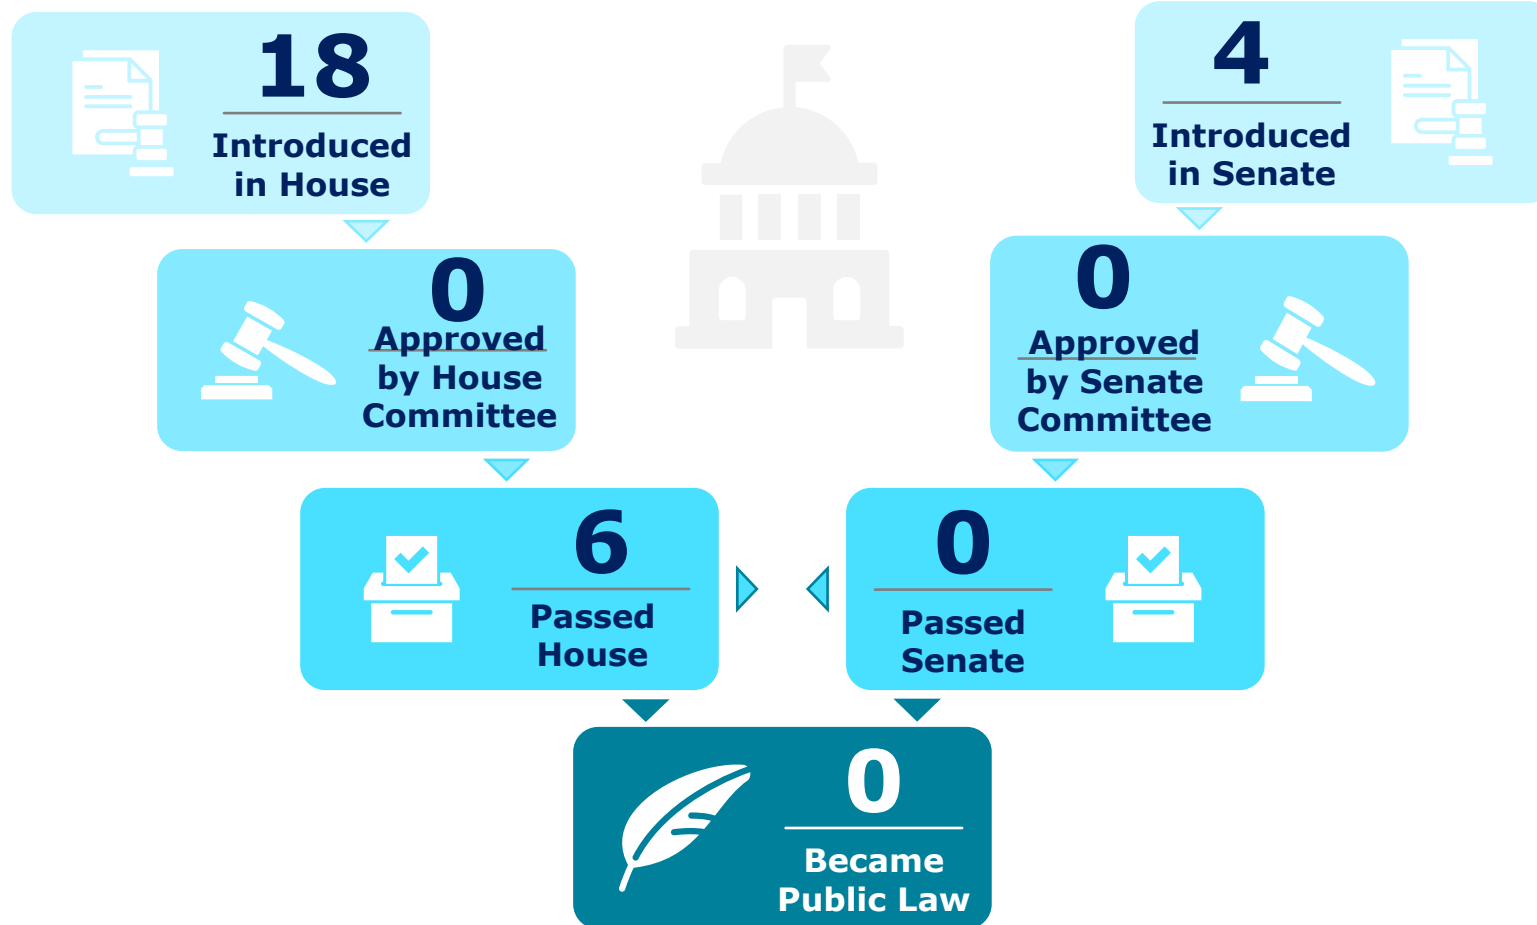 18
Introduced
in House
4
Introduced
in Senate
0
Approved
by House
Committee
0
Approved
by Senate
Committee
6
Passed
House
0
Passed
Senate
0
Became
Public Law